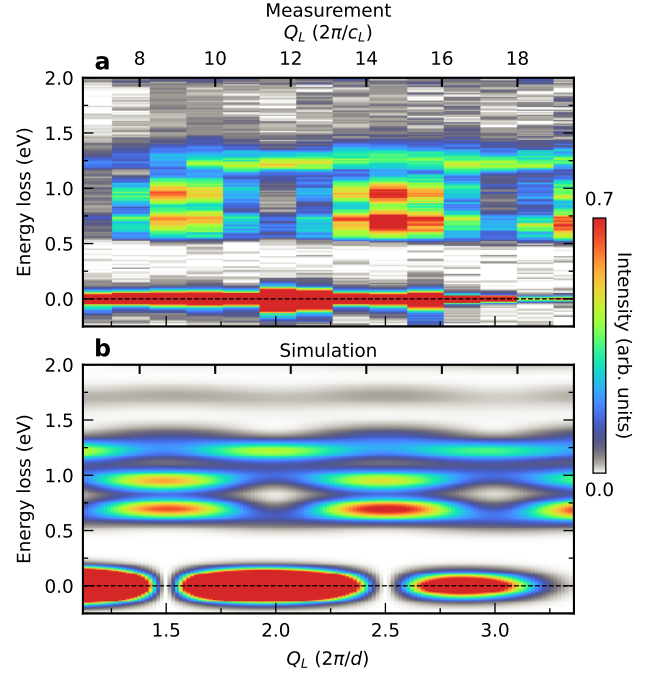 Measurement
Q_L (2π/c_L)
8 10 12 14 16 18
a
2.0
1.5
1.0
0.5
0.0
Energy loss (eV)
0.7
0.0
Intensity (arb. units)
b
Simulation
2.0
1.5
1.0
0.5
0.0
Energy loss (eV)
1.5 2.0 2.5 3.0
Q_L (2π/d)